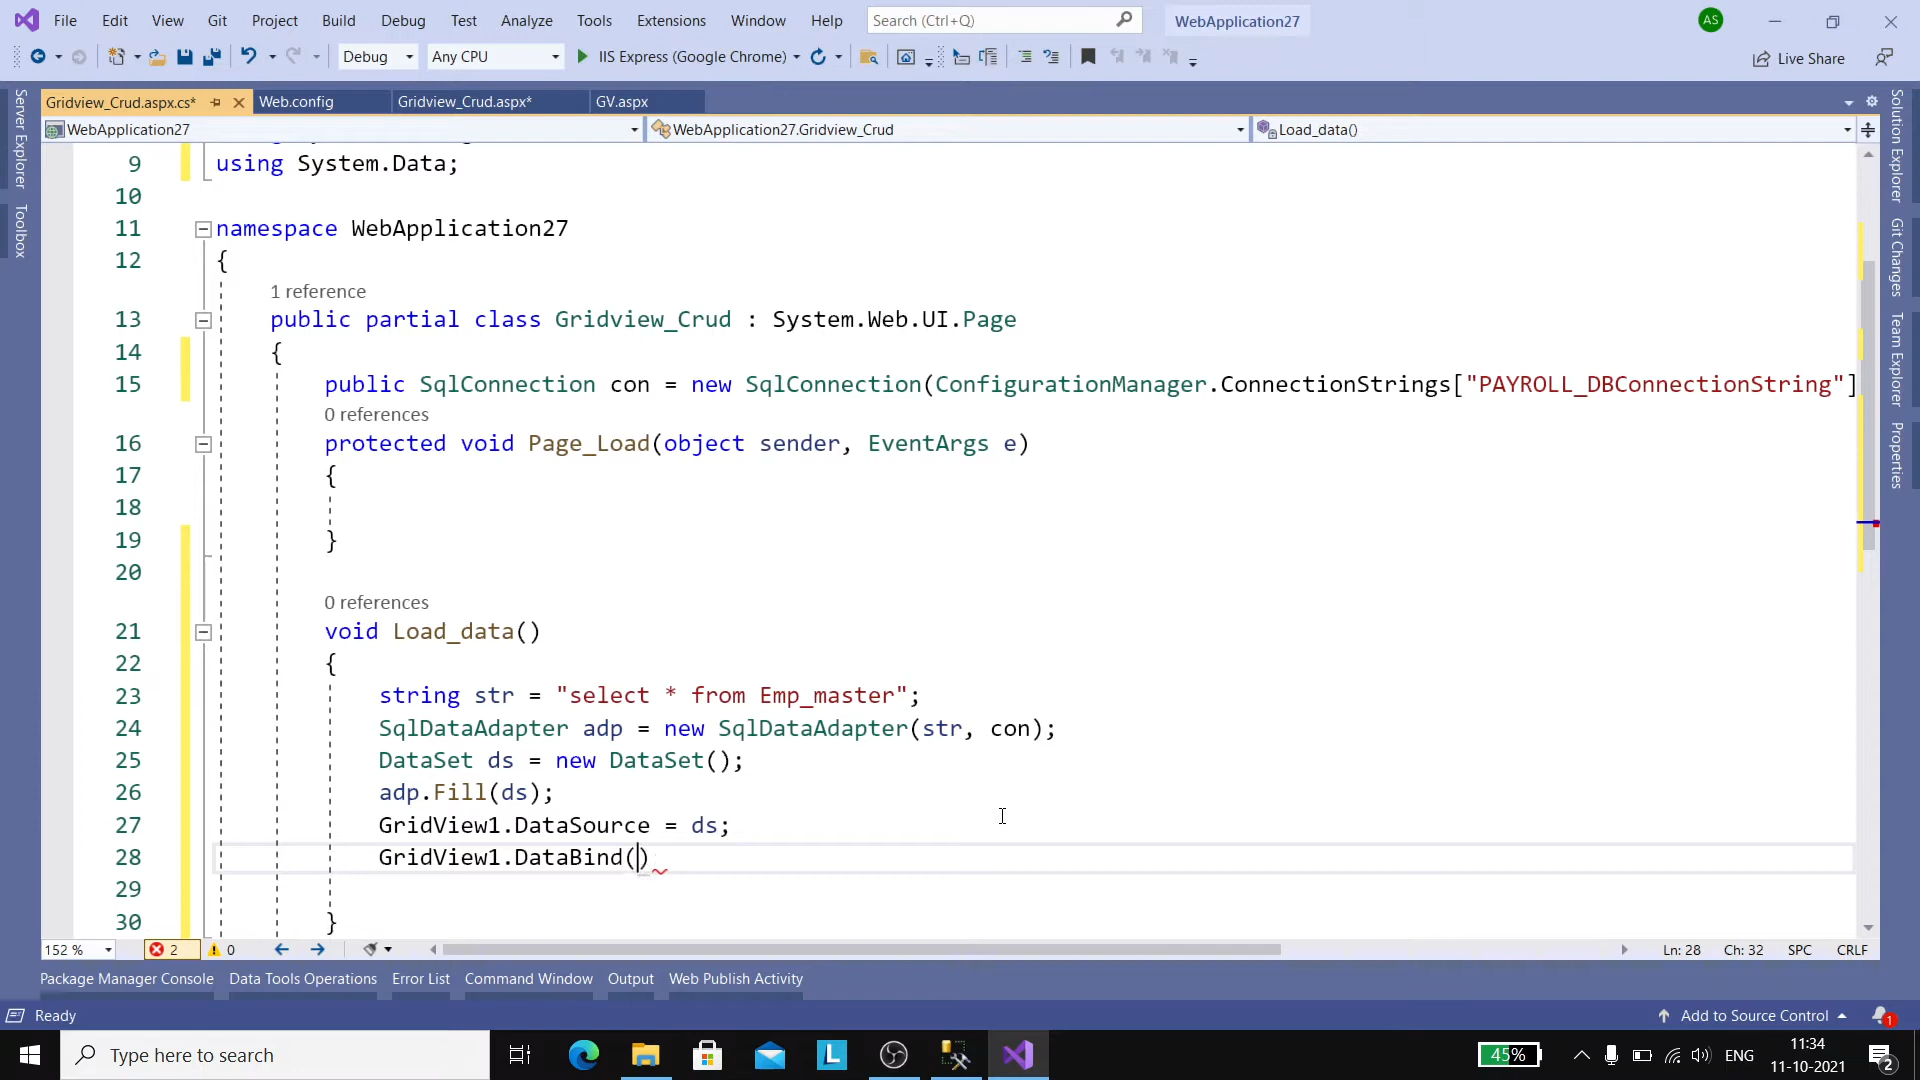 File Edit View Git Project Build Debug Test Analyze Tools Extensions Window Help Search (Ctrl+Q) WebApplication27 AS
Debug Any CPU IIS Express (Google Chrome) Live Share
Gridview_Crud.aspx.cs* Web.config Gridview_Crud.aspx* GV.aspx
WebApplication27 WebApplication27.Gridview_Crud Load_data()
Server Explorer
Toolbox
Solution Explorer
Git Changes
Team Explorer
Properties
9 using System.Data;
10
11 namespace WebApplication27
12 {
1 reference
13 public partial class Gridview_Crud : System.Web.UI.Page
14 {
15 public SqlConnection con = new SqlConnection(ConfigurationManager.ConnectionStrings["PAYROLL_DBConnectionString"]
0 references
16 protected void Page_Load(object sender, EventArgs e)
17 {
18
19 }
20
0 references
21 void Load_data()
22 {
23 string str = "select * from Emp_master";
24 SqlDataAdapter adp = new SqlDataAdapter(str, con);
25 DataSet ds = new DataSet();
26 adp.Fill(ds);
27 GridView1.DataSource = ds;
28 GridView1.DataBind()
29
30 }
152 % 2 0 Ln: 28 Ch: 32 SPC CRLF
Package Manager Console Data Tools Operations Error List Command Window Output Web Publish Activity
Ready Add to Source Control 1
Type here to search L 45% ENG 11:34
11-10-2021 2